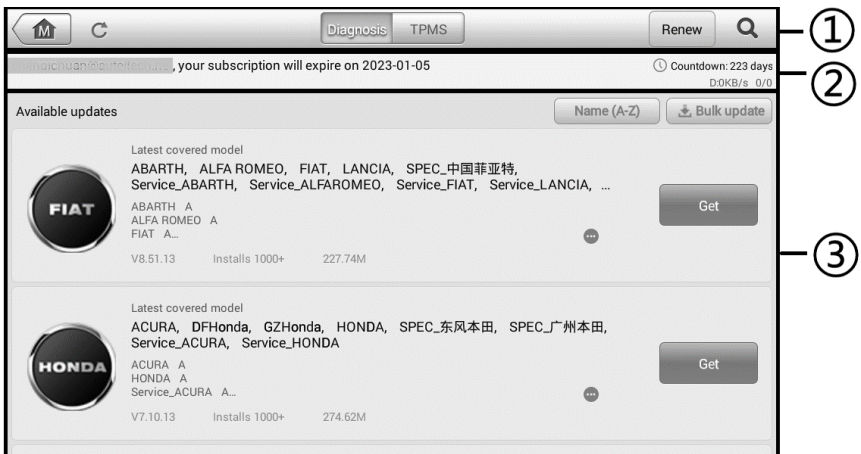 M
Diagnosis TPMS Renew
①
, your subscription will expire on 2023-01-05 Countdown: 223 days
D:0KB/s 0/0
②
Available updates Name (A-Z) Bulk update
Latest covered model
ABARTH, ALFA ROMEO, FIAT, LANCIA, SPEC_中国菲亚特,
Service_ABARTH, Service_ALFAROMEO, Service_FIAT, Service_LANCIA, ...
FIAT
Get
ABARTH A
ALFA ROMEO A
FIAT A...
V8.51.13 Installs 1000+ 227.74M
③
Latest covered model
ACURA, DFHonda, GZHonda, HONDA, SPEC_东风本田, SPEC_广州本田,
Service_ACURA, Service_HONDA
HONDA
Get
ACURA A
HONDA A
Service_ACURA A...
V7.10.13 Installs 1000+ 274.62M